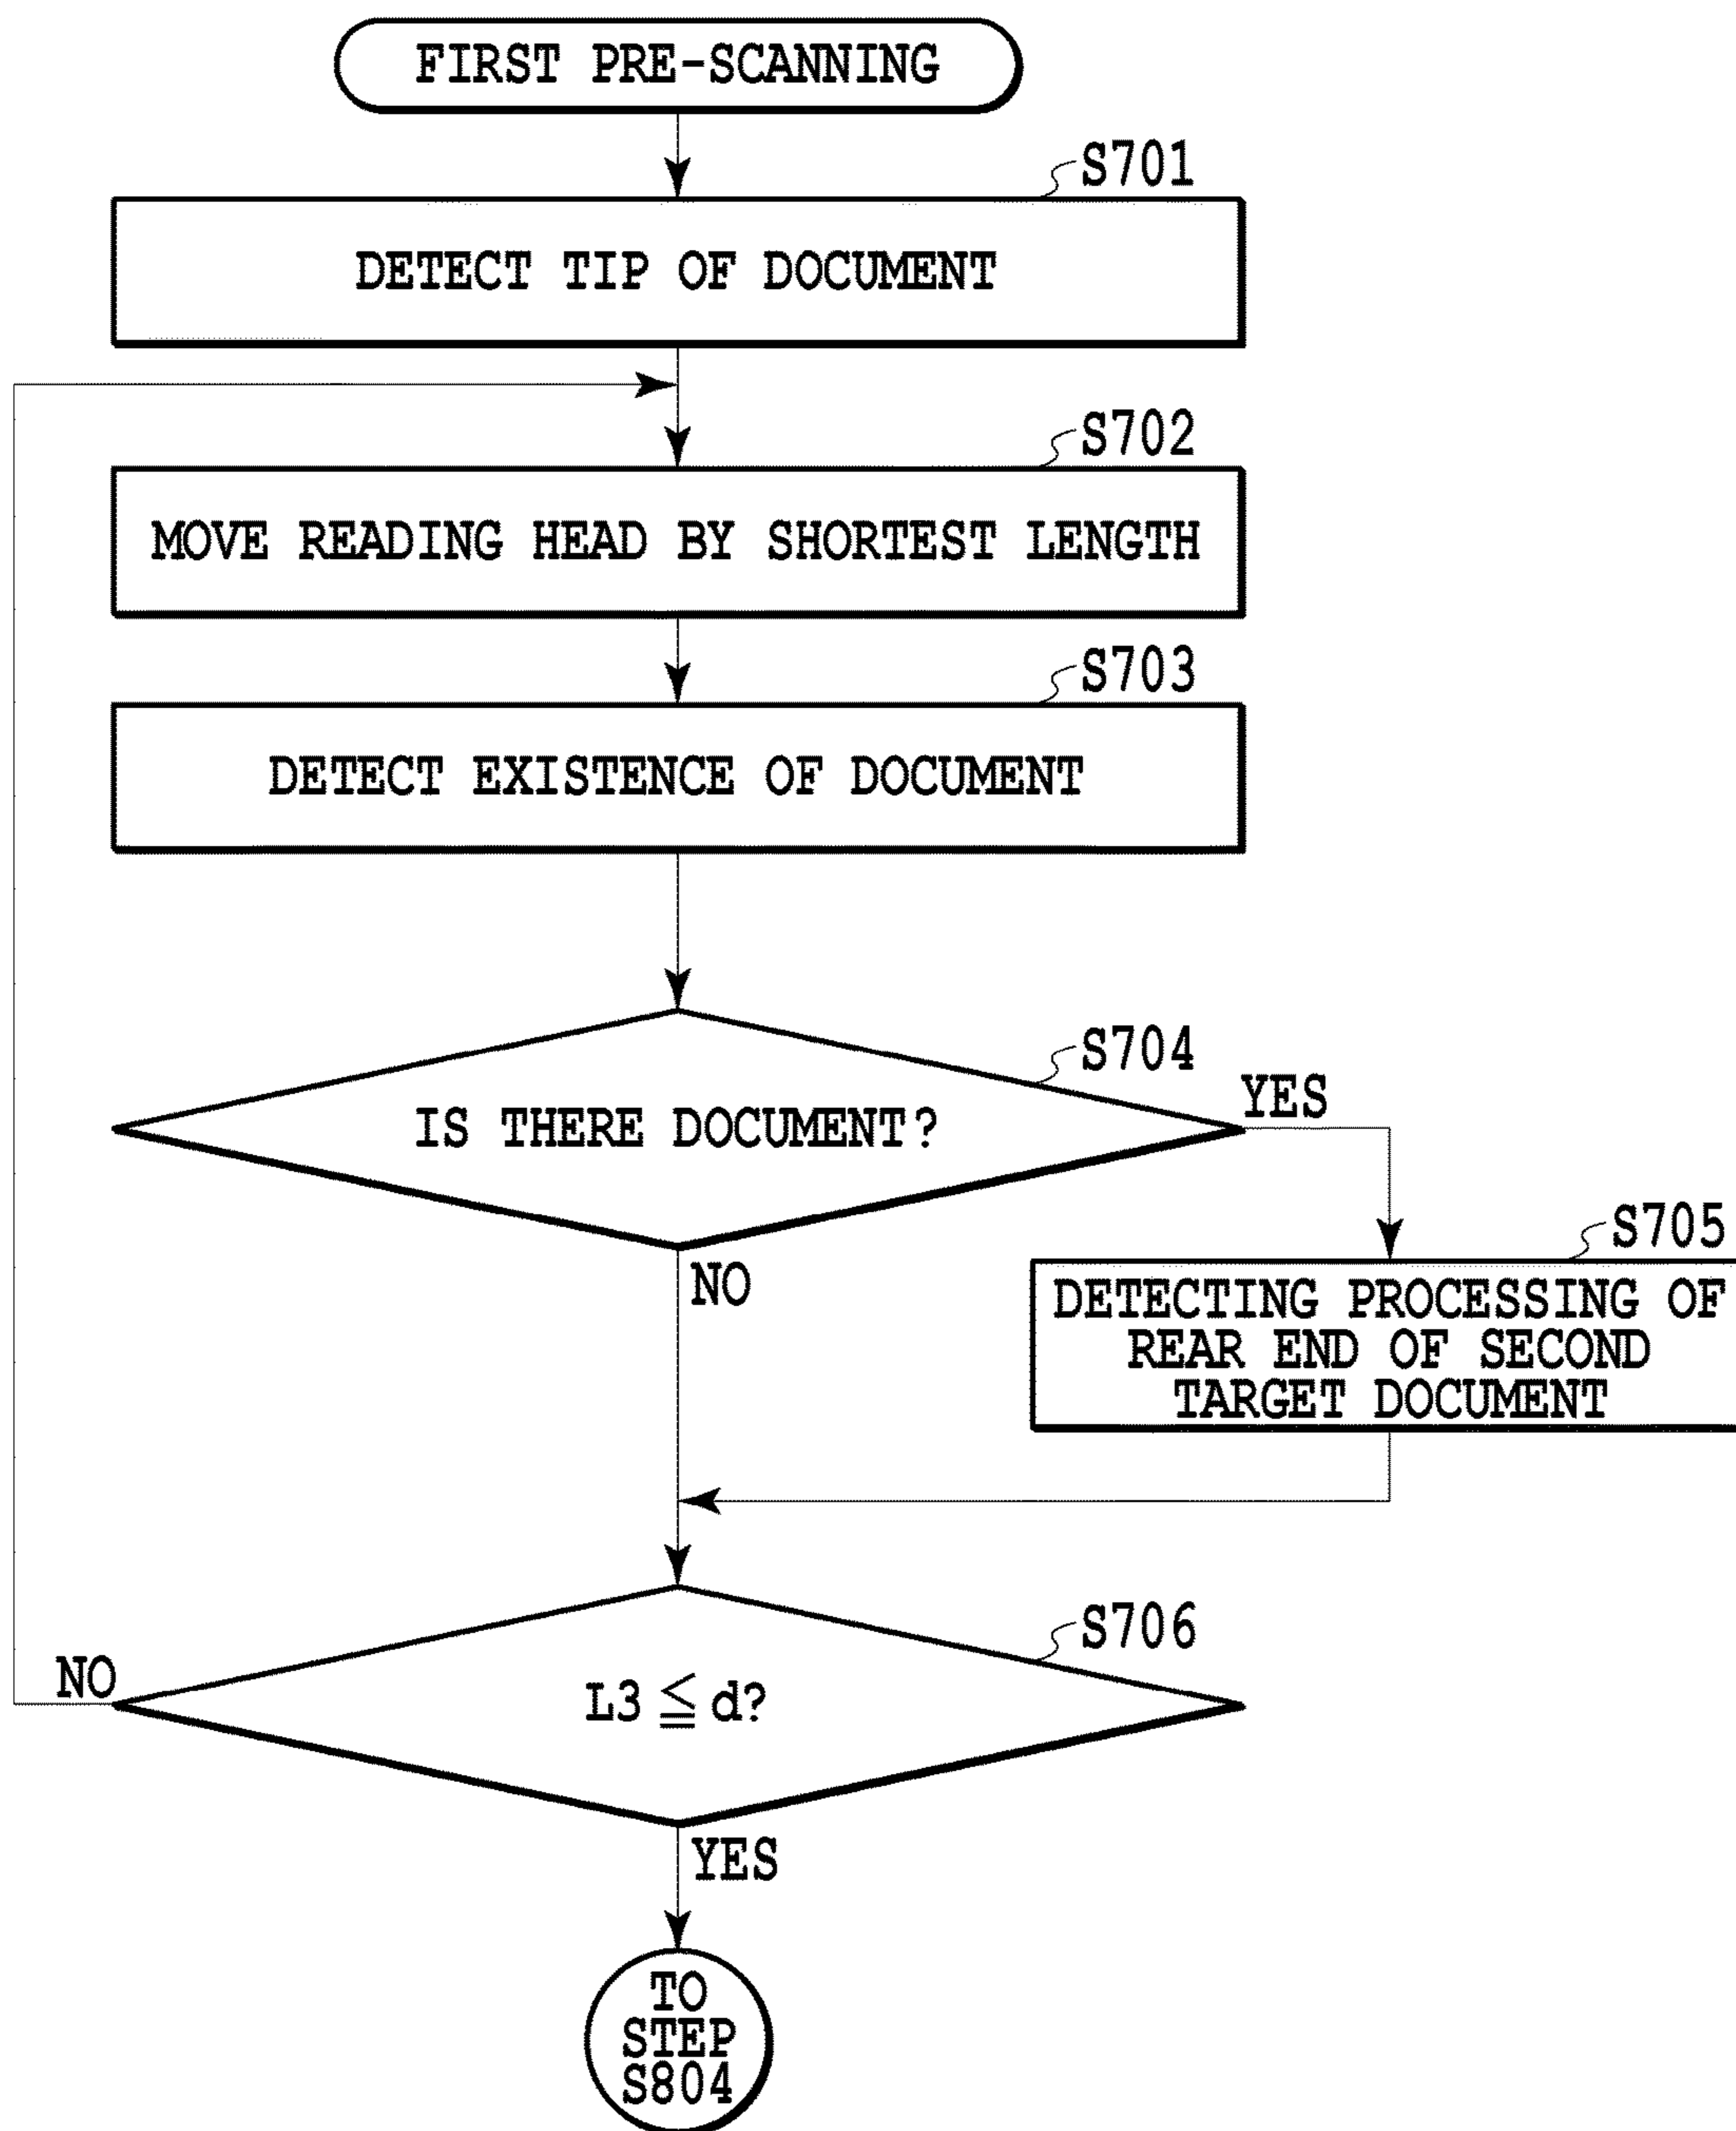 FIRST PRE-SCANNING
S701
DETECT TIP OF DOCUMENT
S702
MOVE READING HEAD BY SHORTEST LENGTH
S703
DETECT EXISTENCE OF DOCUMENT
S704
IS THERE DOCUMENT?
YES
NO
S705
DETECTING PROCESSING OF
REAR END OF SECOND
TARGET DOCUMENT
S706
L3 ≦ d?
NO
YES
TO
STEP
S804